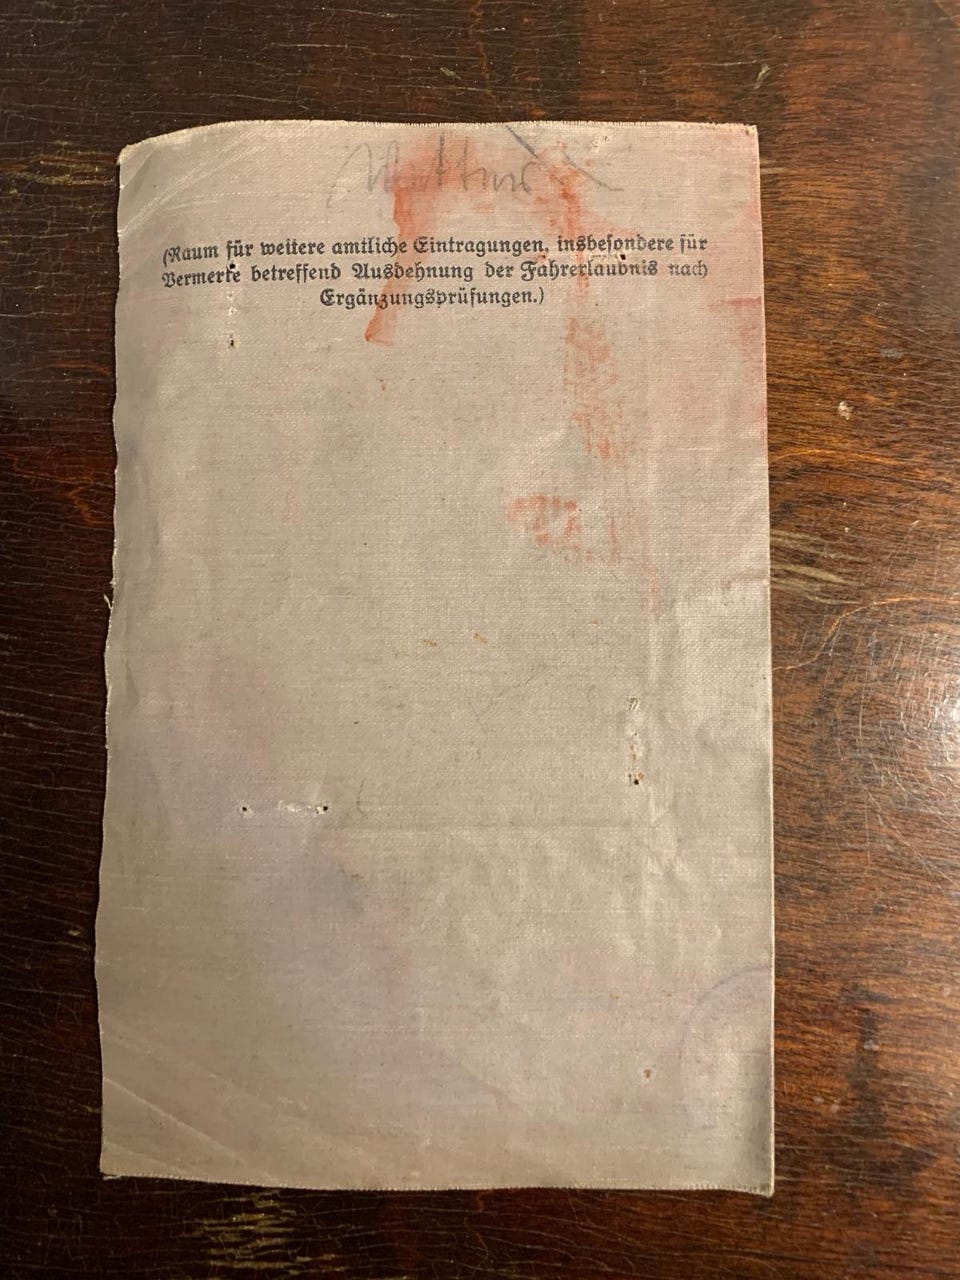 (Raum für weitere amtliche Eintragungen, insbesondere für
Vermerke betreffend Ausdehnung der Fahrerlaubnis nach
Ergänzungsprüfungen.)